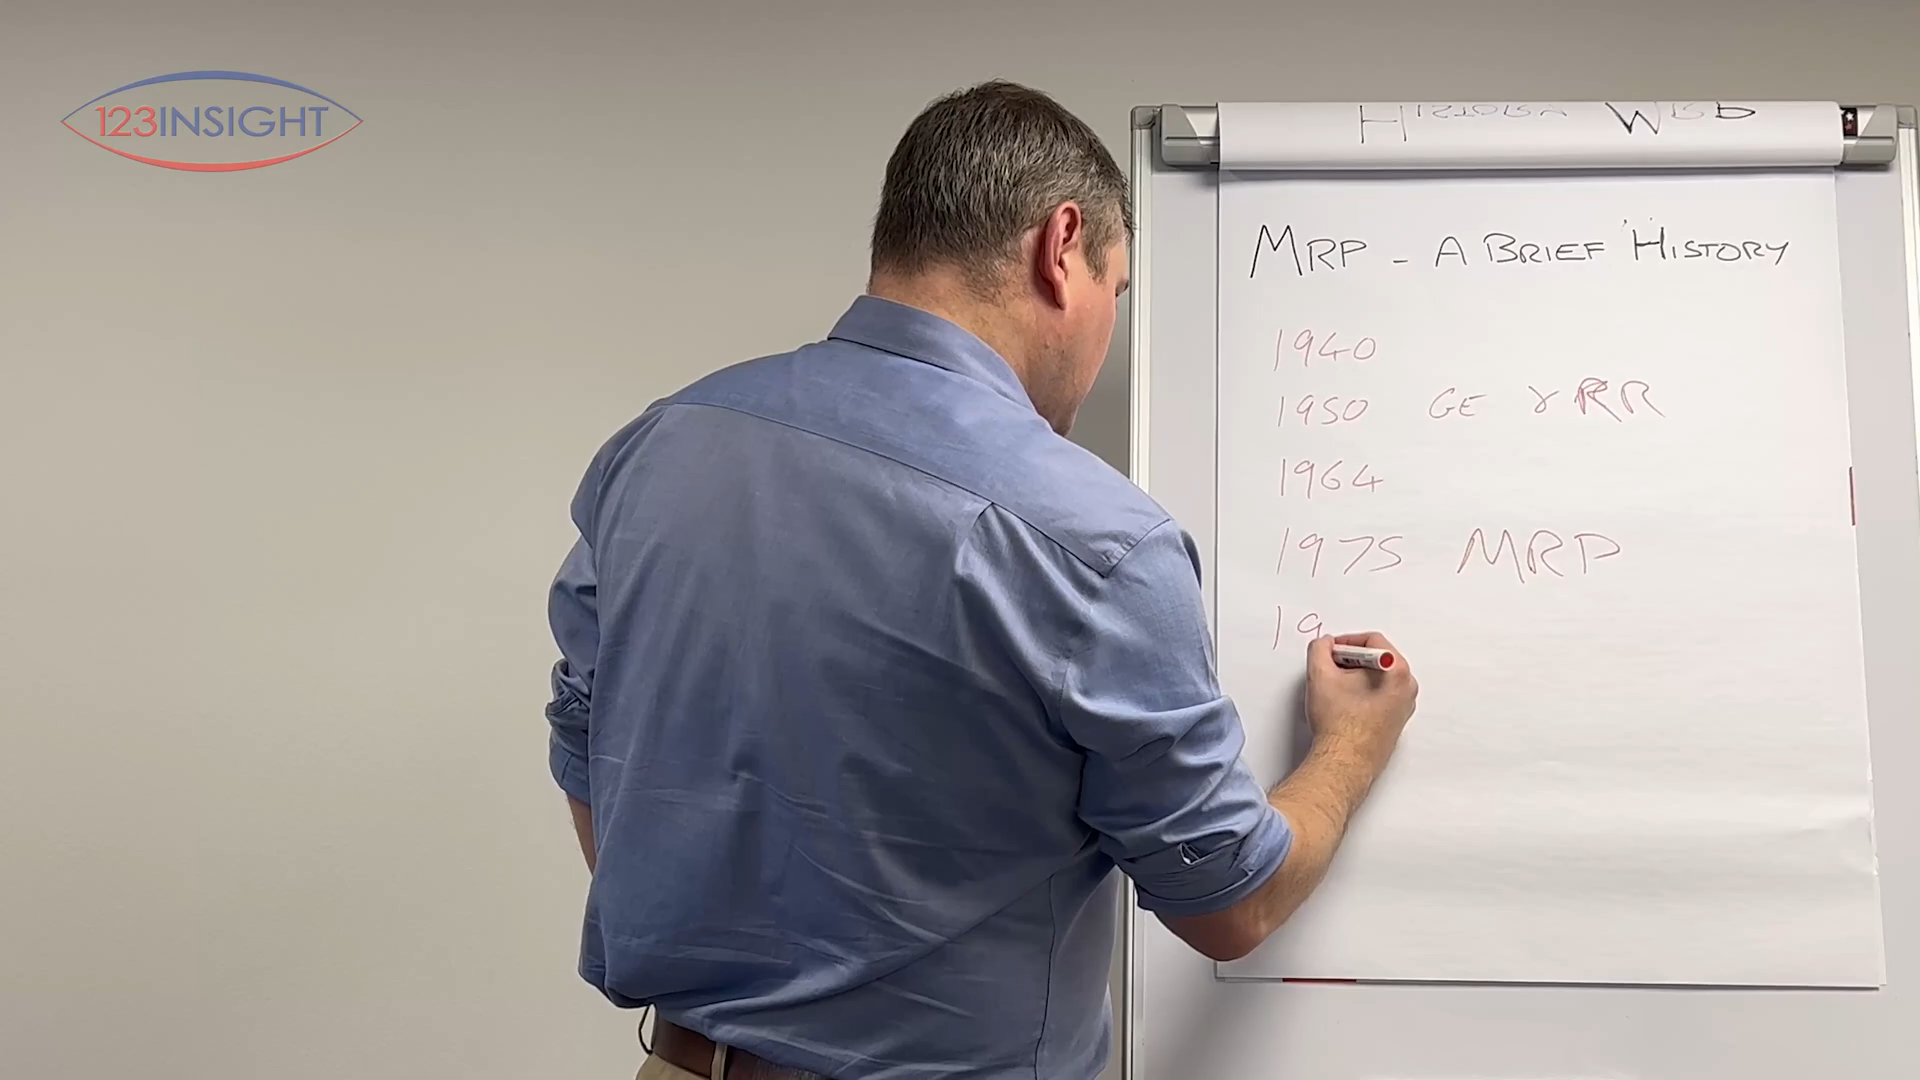 123INSIGHT
MRP - A BRIEF HISTORY
1940
1950 GE & RR
1964
1975 MRP
19